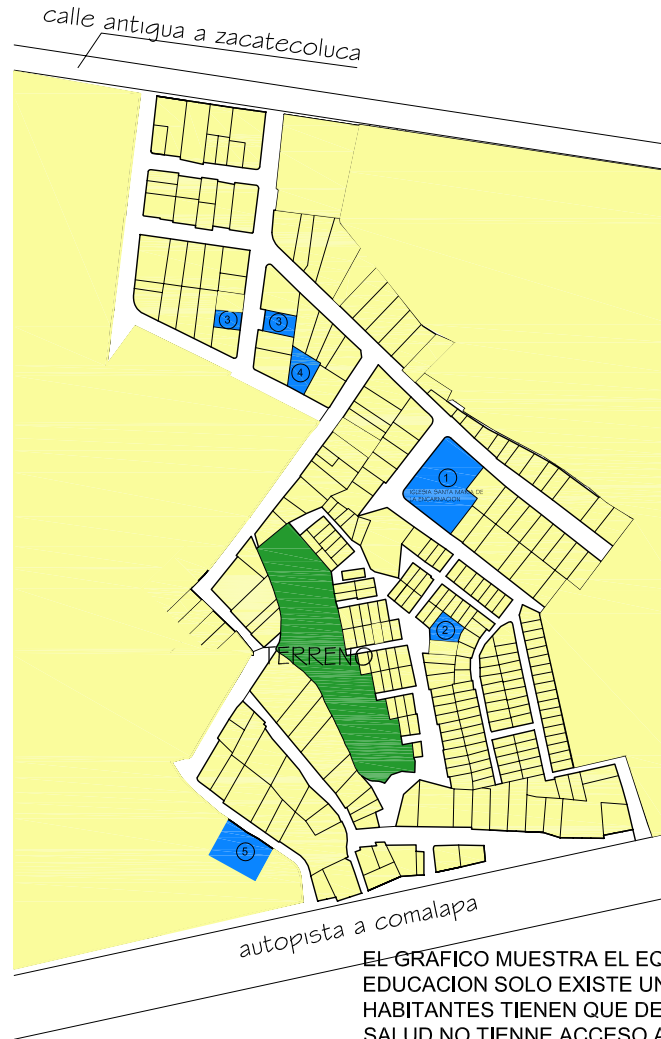 calle antigua a zacatecoluca
3
3
4
1
IGLESIA SANTA MARIA DE
LA ENCARNACION
2
TERRENO
5
autopista a comalapa
EL GRAFICO MUESTRA EL EQ
EDUCACION SOLO EXISTE UN
HABITANTES TIENEN QUE DE
SALUD NO TIENNE ACCESO A